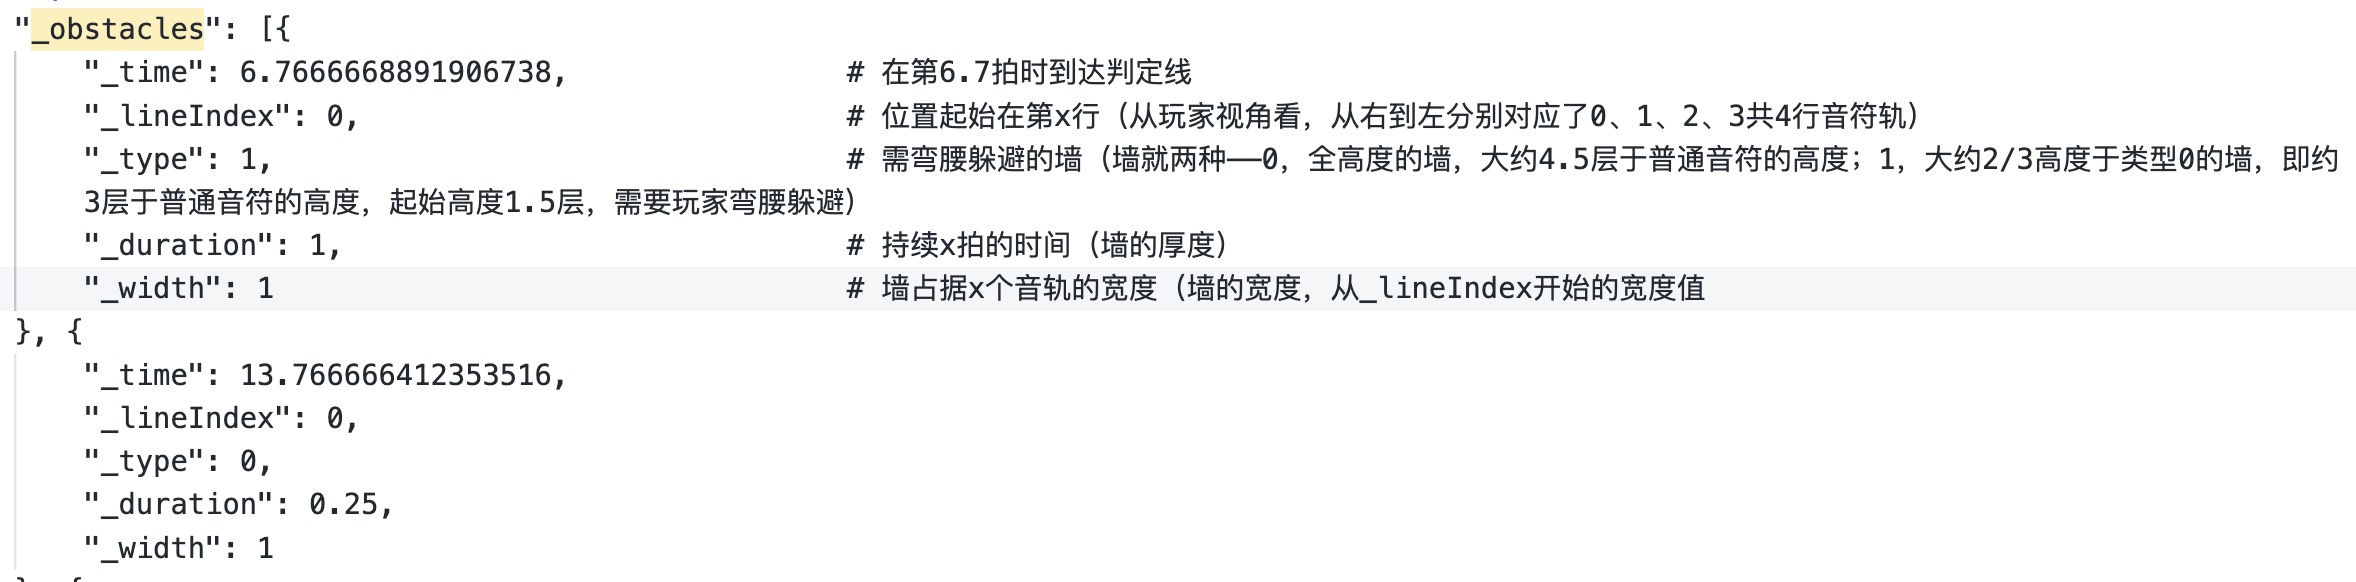 "_obstacles": [{
"_time": 6.7666668891906738, # 在第6.7拍时到达判定线
"_lineIndex": 0, # 位置起始在第x行（从玩家视角看，从右到左分别对应了0、1、2、3共4行音符轨）
"_type": 1, # 需弯腰躲避的墙（墙就两种——0，全高度的墙，大约4.5层于普通音符的高度；1，大约2/3高度于类型0的墙，即约
3层于普通音符的高度，起始高度1.5层，需要玩家弯腰躲避）
"_duration": 1, # 持续x拍的时间（墙的厚度）
"_width": 1 # 墙占据x个音轨的宽度（墙的宽度，从_lineIndex开始的宽度值
}, {
"_time": 13.766666412353516,
"_lineIndex": 0,
"_type": 0,
"_duration": 0.25,
"_width": 1